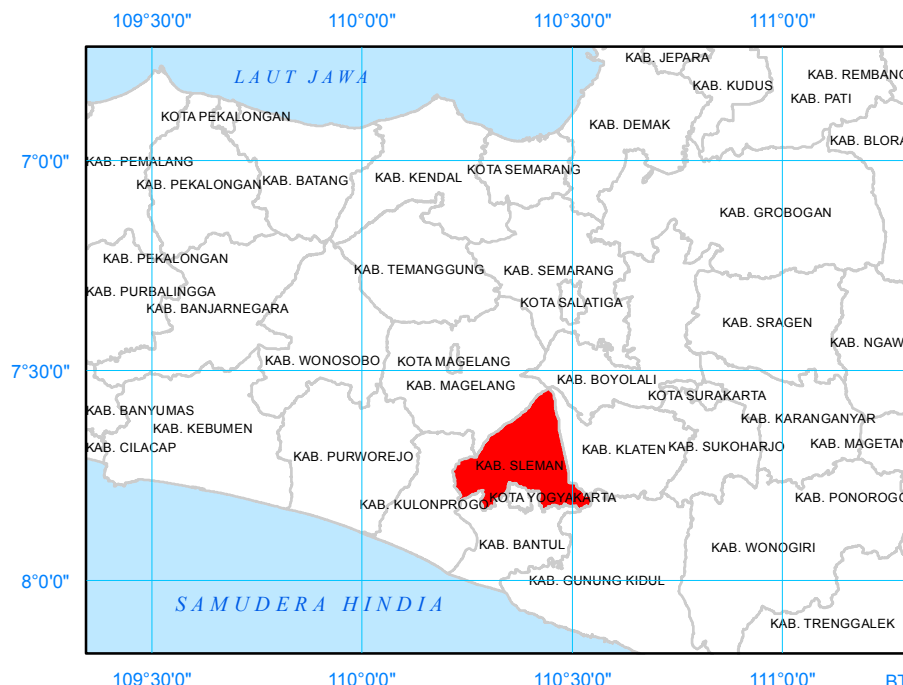 109°30'0" 110°0'0" 110°30'0" 111°0'0"
LAUT JAWA
KAB. JEPARA
KAB. REMBANG
KAB. KUDUS
KAB. PATI
KOTA PEKALONGAN
KAB. DEMAK
KAB. BLORA
7°0'0"
KAB. PEMALANG
KOTA SEMARANG
KAB. PEKALONGAN
KAB. BATANG
KAB. KENDAL
KAB. GROBOGAN
KAB. PEKALONGAN
KAB. TEMANGGUNG
KAB. SEMARANG
KAB. PURBALINGGA
KOTA SALATIGA
KAB. BANJARNEGARA
KAB. SRAGEN
KAB. NGAW
KAB. WONOSOBO
KOTA MAGELANG
7°30'0"
KAB. MAGELANG
KAB. BOYOLALI
KOTA SURAKARTA
KAB. BANYUMAS
KAB. KARANGANYAR
KAB. KEBUMEN
KAB. CILACAP
KAB. PURWOREJO
KAB. KLATEN
KAB. SUKOHARJO
KAB. MAGETAN
KAB. SLEMAN
KAB. KULONPROGO
KOTA YOGYAKARTA
KAB. PONOROGO
KAB. BANTUL
KAB. WONOGIRI
8°0'0"
KAB. GUNUNG KIDUL
SAMUDERA HINDIA
KAB. TRENGGALEK
109°30'0" 110°0'0" 110°30'0" 111°0'0" BT